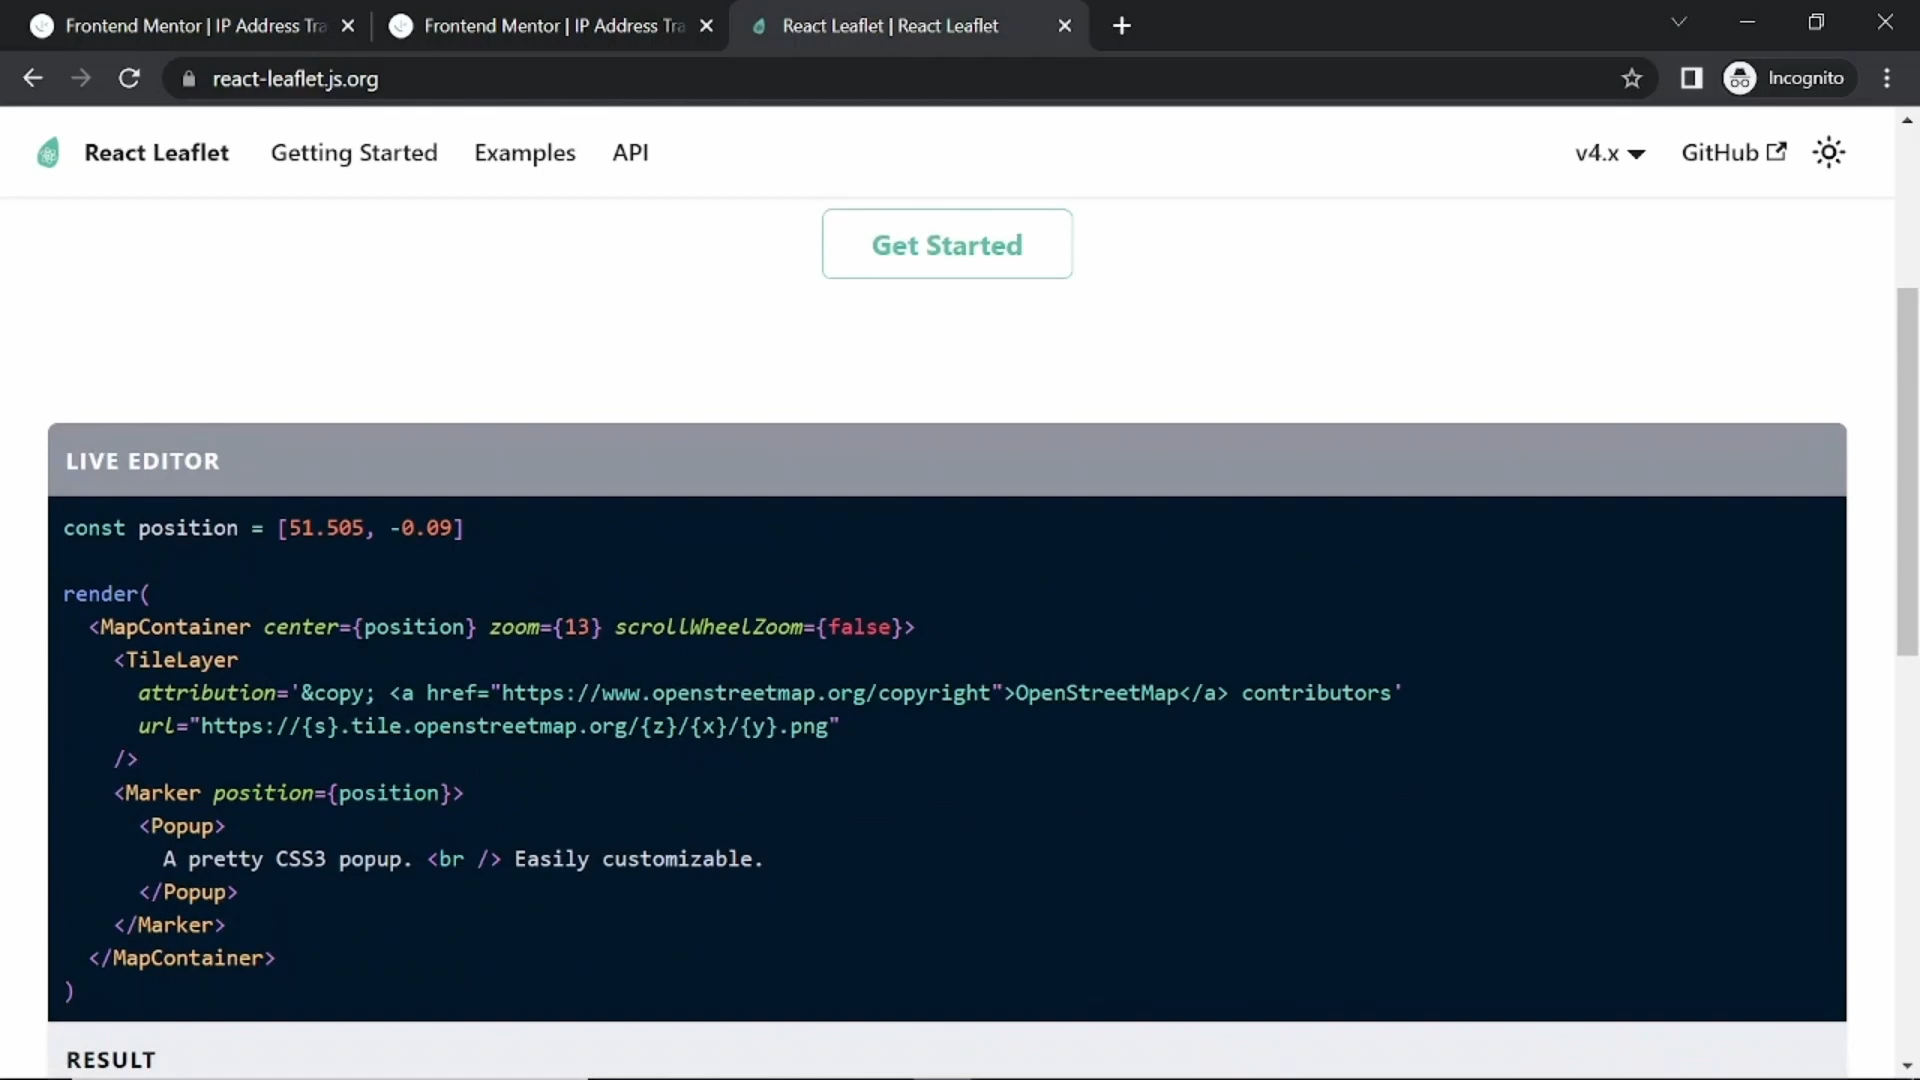 Frontend Mentor | IP Address Tra
Frontend Mentor | IP Address Tra
React Leaflet | React Leaflet
react-leaflet.js.org
Incognito
React Leaflet Getting Started Examples API v4.x GitHub
Get Started
LIVE EDITOR
const position = [51.505, -0.09]
render(
<MapContainer center={position} zoom={13} scrollWheelZoom={false}>
<TileLayer
attribution='&copy; <a href="https://www.openstreetmap.org/copyright">OpenStreetMap</a> contributors'
url="https://{s}.tile.openstreetmap.org/{z}/{x}/{y}.png"
/>
<Marker position={position}>
<Popup>
A pretty CSS3 popup. <br /> Easily customizable.
</Popup>
</Marker>
</MapContainer>
)
RESULT